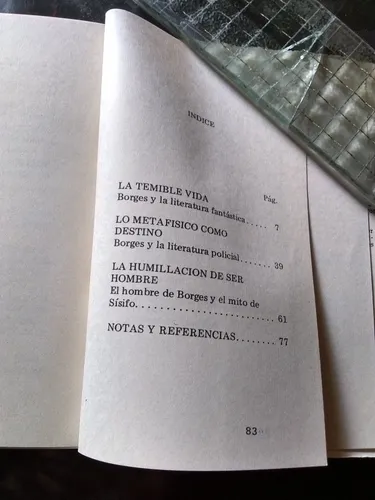 INDICE
LA TEMIBLE VIDA Pág.
Borges y la literatura fantástica..... 7
LO METAFISICO COMO
DESTINO
Borges y la literatura policial....... 39
LA HUMILLACION DE SER
HOMBRE
El hombre de Borges y el mito de
Sísifo........................ 61
NOTAS Y REFERENCIAS........ 77
83